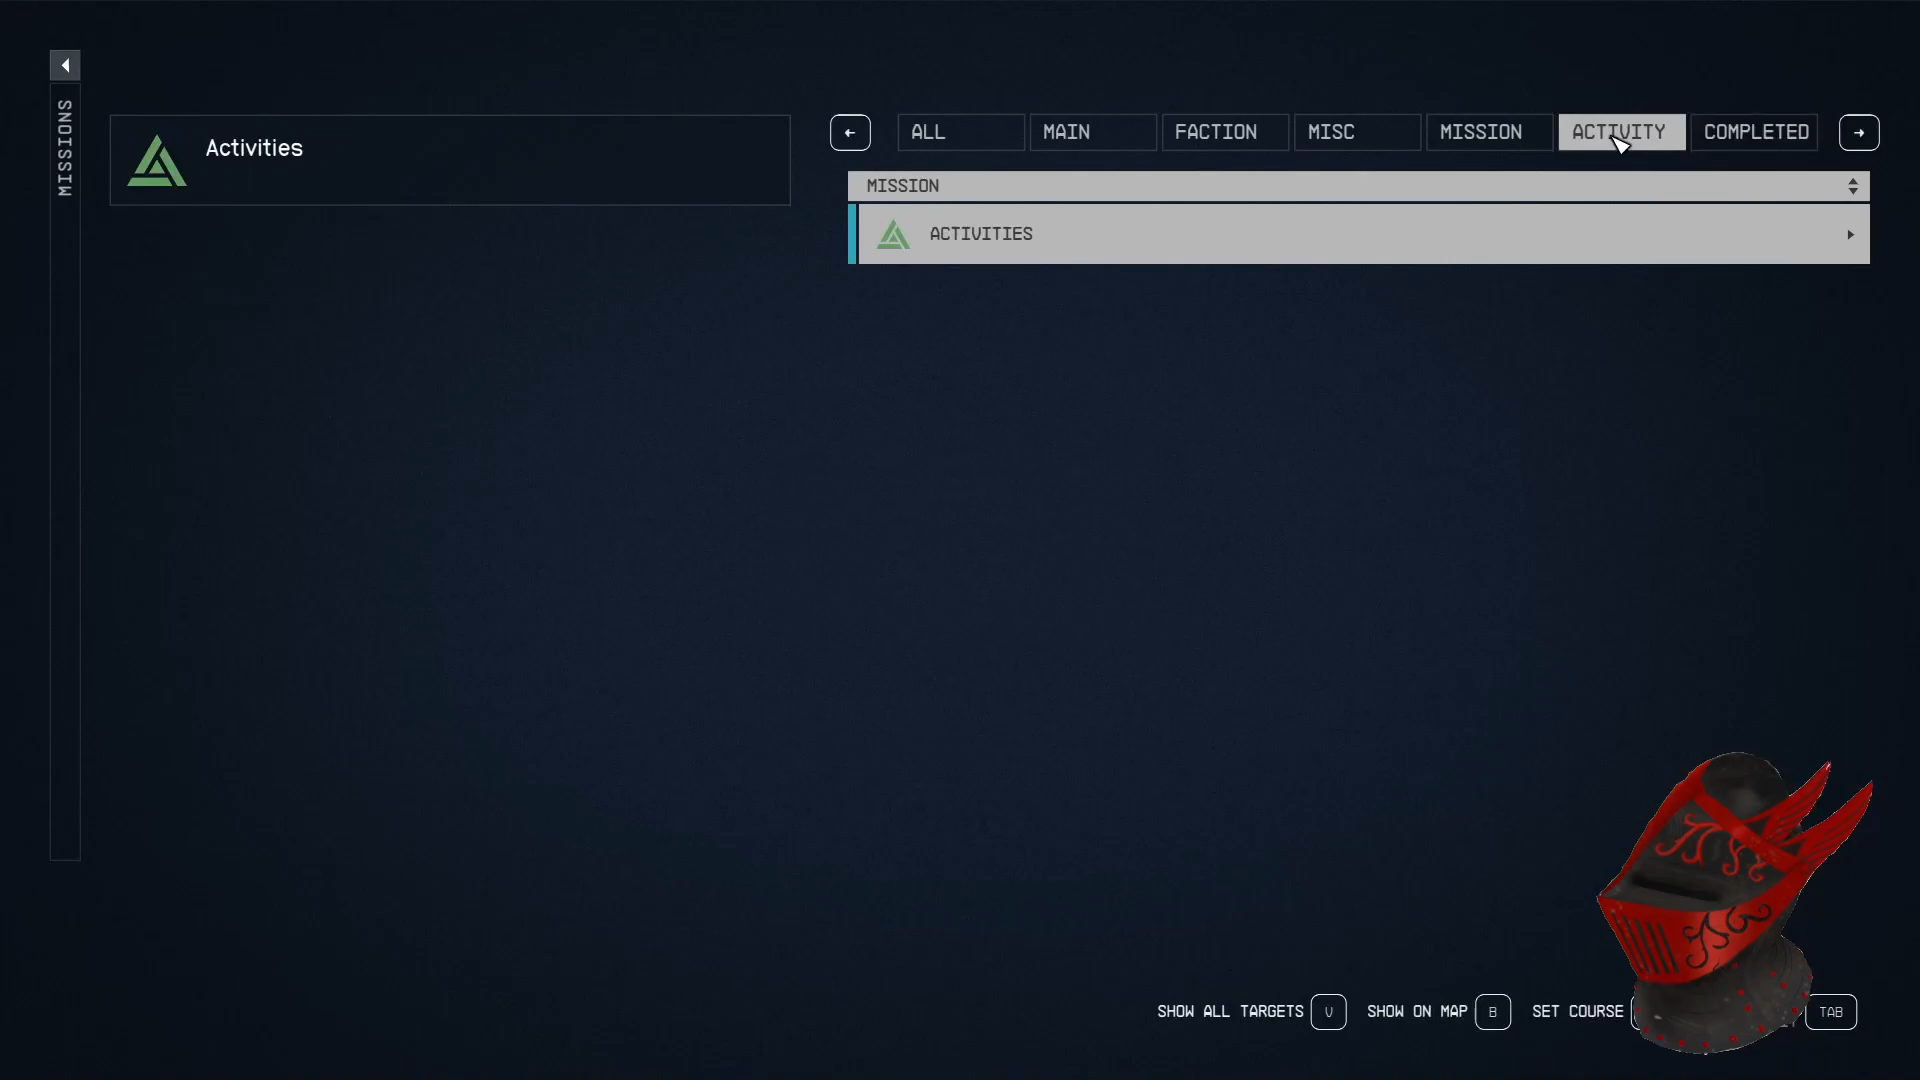 MISSIONS
Activities
ALL
MAIN
FACTION
MISC
MISSION
ACTIVITY
COMPLETED
MISSION
ACTIVITIES
SHOW ALL TARGETS V
SHOW ON MAP B
SET COURSE
TAB